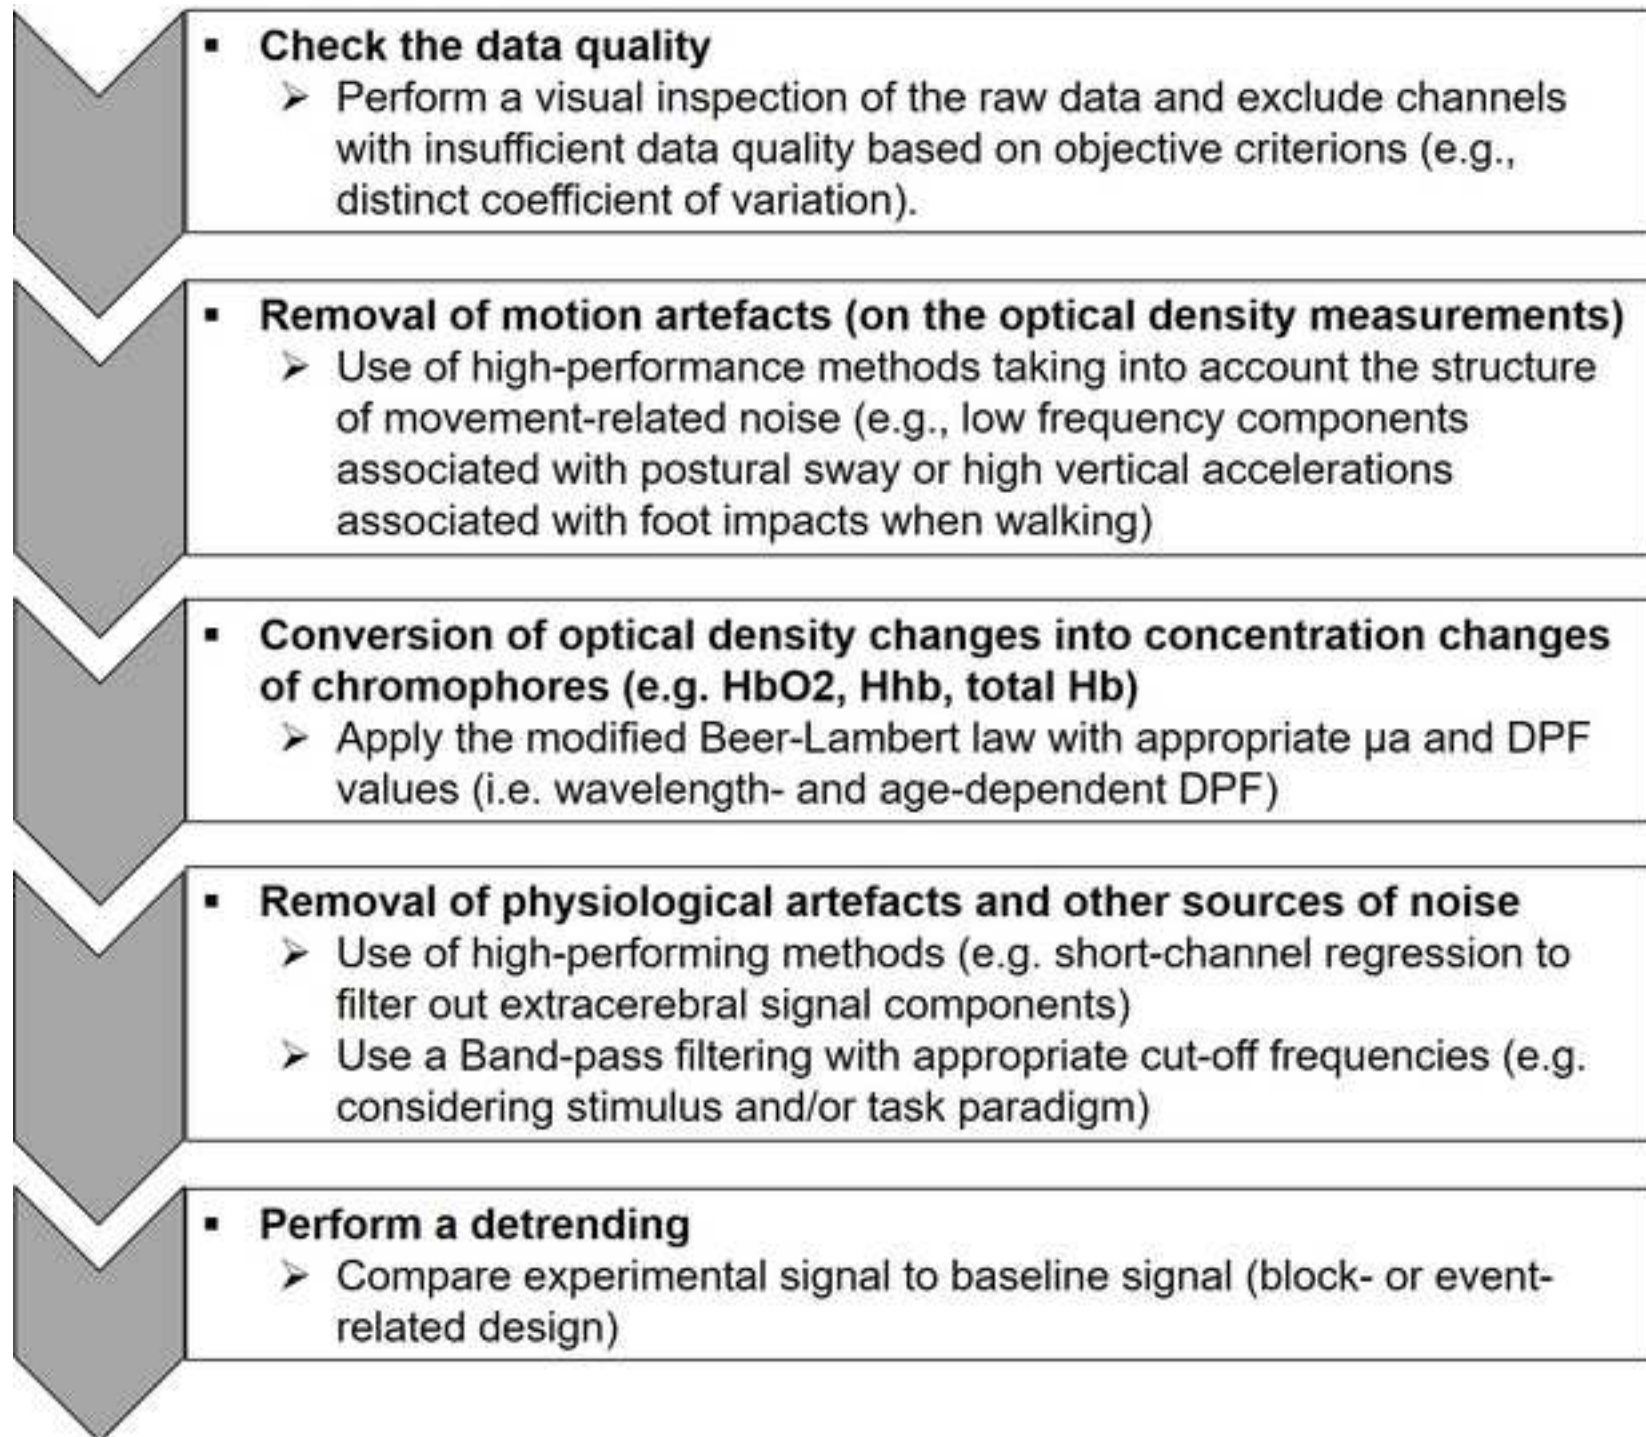 ▪ Check the data quality
➢ Perform a visual inspection of the raw data and exclude channels
with insufficient data quality based on objective criterions (e.g.,
distinct coefficient of variation).
▪ Removal of motion artefacts (on the optical density measurements)
➢ Use of high-performance methods taking into account the structure
of movement-related noise (e.g., low frequency components
associated with postural sway or high vertical accelerations
associated with foot impacts when walking)
▪ Conversion of optical density changes into concentration changes
of chromophores (e.g. HbO2, Hhb, total Hb)
➢ Apply the modified Beer-Lambert law with appropriate µa and DPF
values (i.e. wavelength- and age-dependent DPF)
▪ Removal of physiological artefacts and other sources of noise
➢ Use of high-performing methods (e.g. short-channel regression to
filter out extracerebral signal components)
➢ Use a Band-pass filtering with appropriate cut-off frequencies (e.g.
considering stimulus and/or task paradigm)
▪ Perform a detrending
➢ Compare experimental signal to baseline signal (block- or event-
related design)